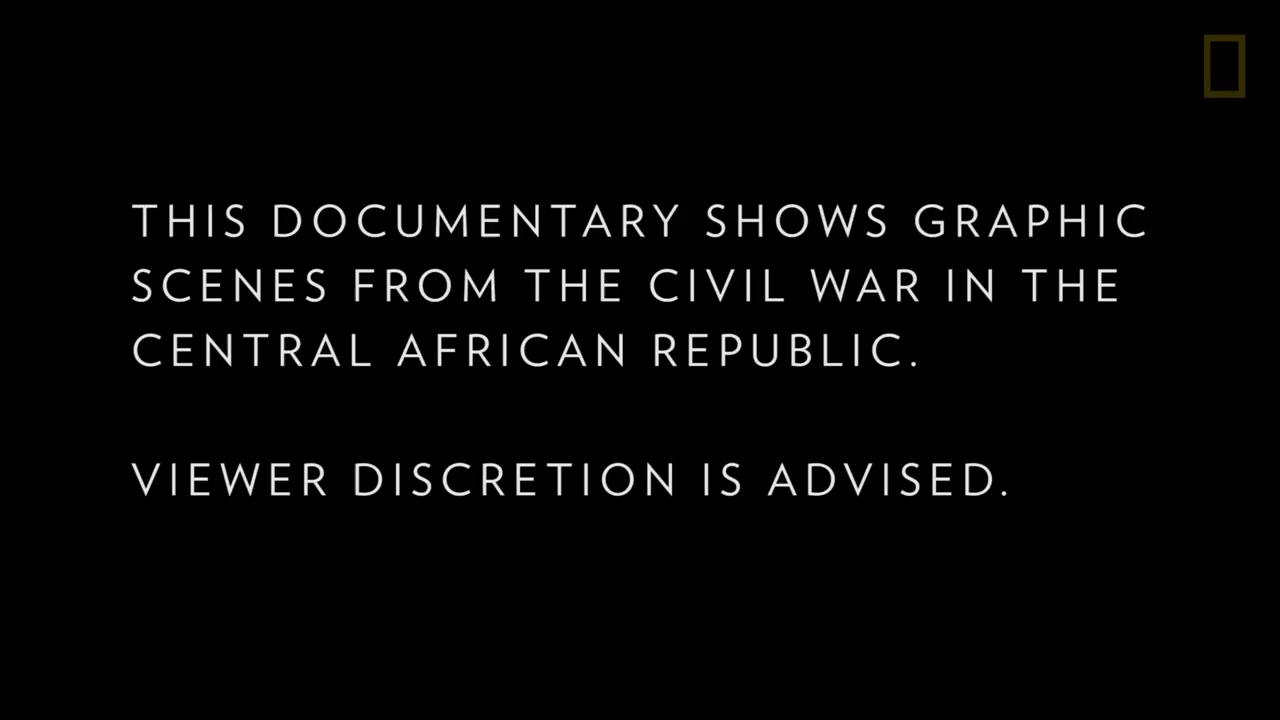 THIS DOCUMENTARY SHOWS GRAPHIC
SCENES FROM THE CIVIL WAR IN THE
CENTRAL AFRICAN REPUBLIC.
VIEWER DISCRETION IS ADVISED.